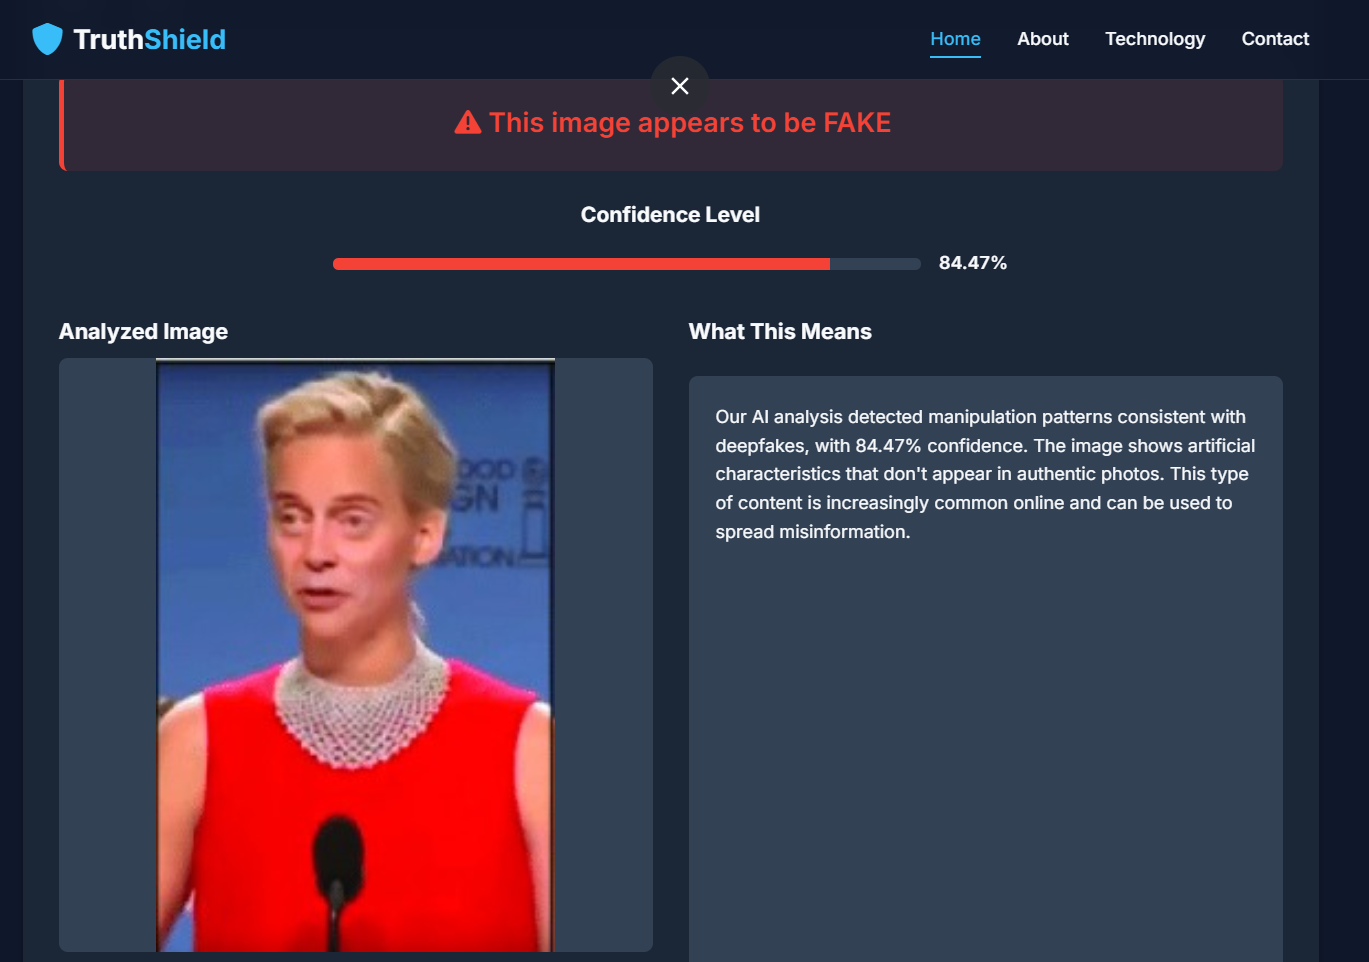 TruthShield
Home About Technology Contact
This image appears to be FAKE
Confidence Level
84.47%
Analyzed Image
What This Means
OOD
GN
ATION
Our AI analysis detected manipulation patterns consistent with
deepfakes, with 84.47% confidence. The image shows artificial
characteristics that don't appear in authentic photos. This type
of content is increasingly common online and can be used to
spread misinformation.